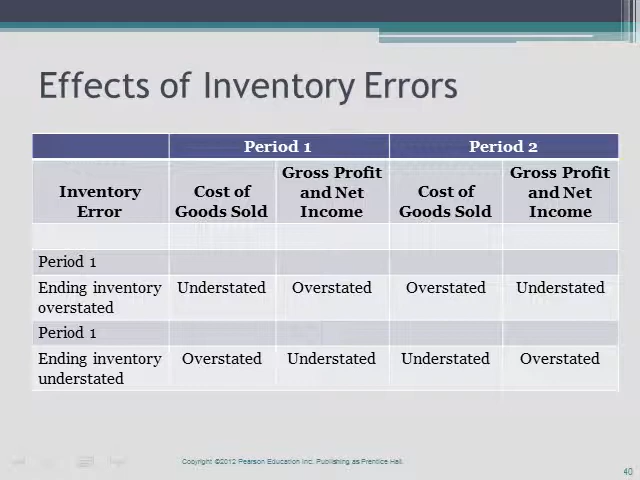 Effects of Inventory Errors
Period 1 Period 2
Inventory Error Cost of Goods Sold Gross Profit and Net Income Cost of Goods Sold Gross Profit and Net Income
Period 1
Ending inventory overstated Understated Overstated Overstated Understated
Period 1
Ending inventory understated Overstated Understated Understated Overstated
Copyright ©2012 Pearson Education Inc. Publishing as Prentice Hall.
40